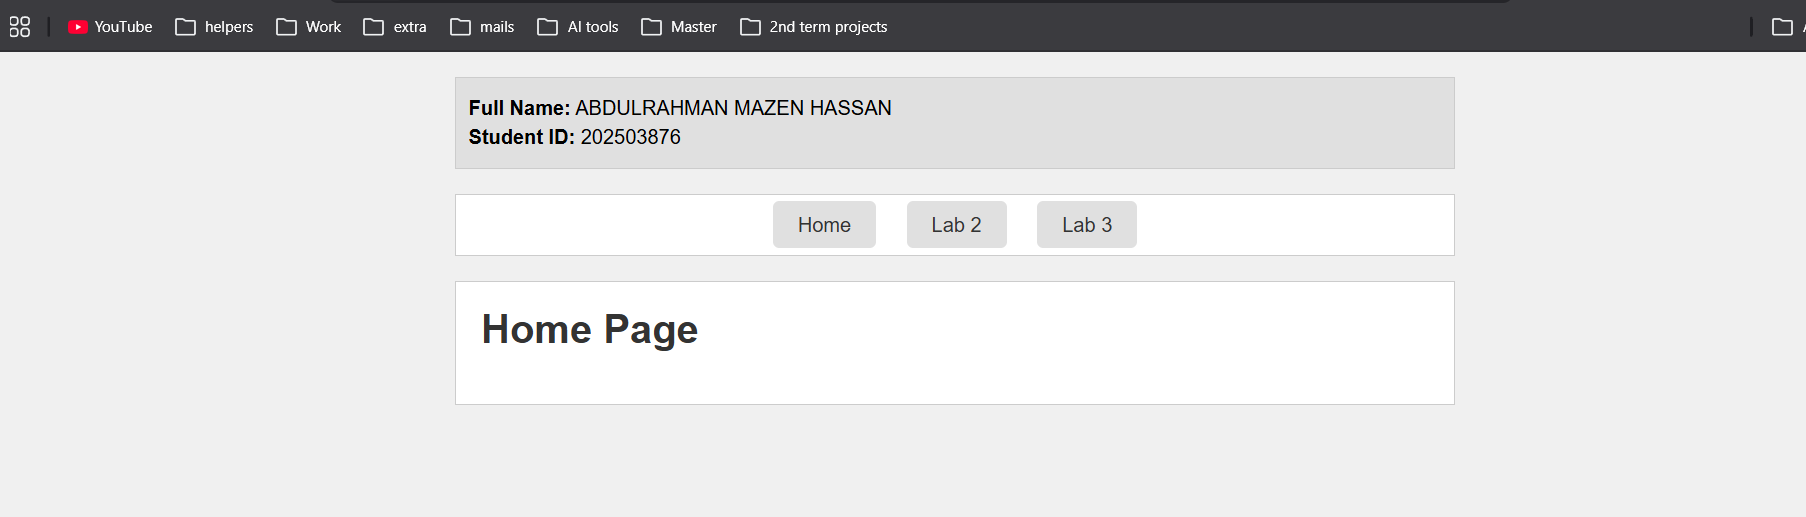 YouTube helpers Work extra mails AI tools Master 2nd term projects
Full Name: ABDULRAHMAN MAZEN HASSAN
Student ID: 202503876
Home Lab 2 Lab 3
Home Page